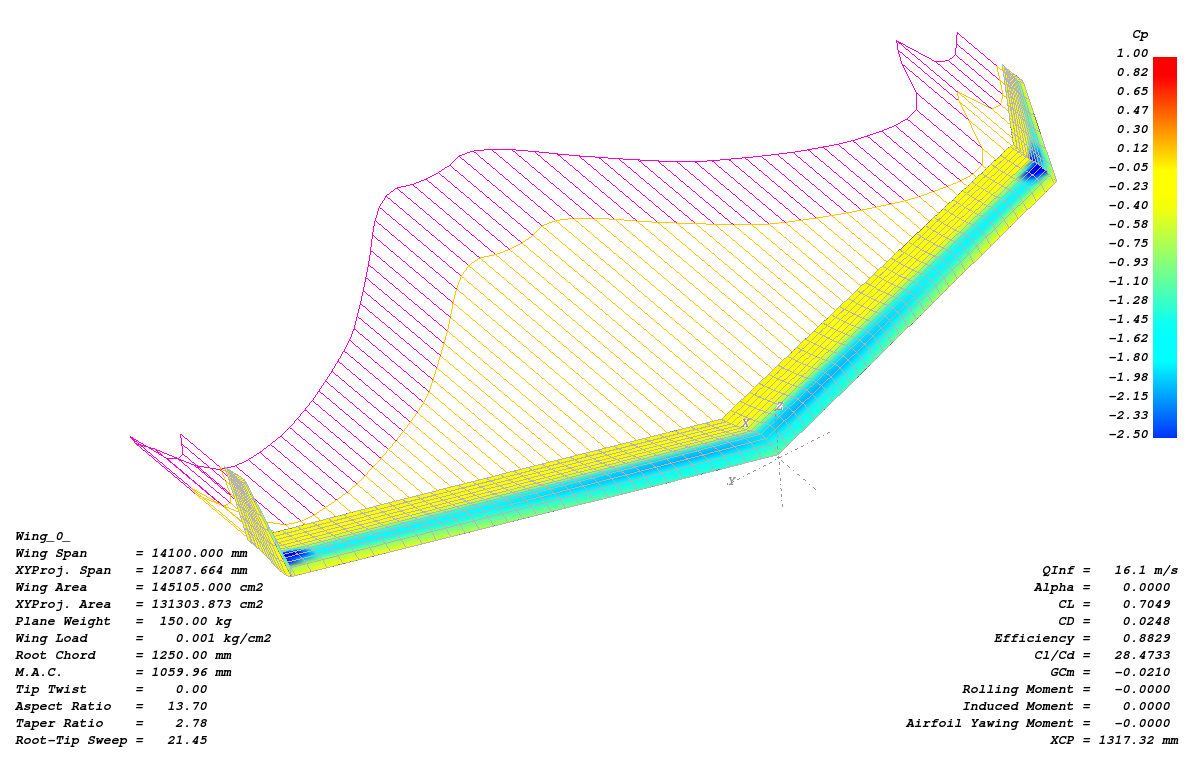 Cp
1.00
0.82
0.65
0.47
0.30
0.12
-0.05
-0.23
-0.40
-0.58
-0.75
-0.93
-1.10
-1.28
-1.45
-1.62
-1.80
-1.98
-2.15
-2.33
-2.50
Z
X
Y
Wing_0_
Wing Span = 14100.000 mm
XYProj. Span = 12087.664 mm
Wing Area = 145105.000 cm2
XYProj. Area = 131303.873 cm2
Plane Weight = 150.00 kg
Wing Load = 0.001 kg/cm2
Root Chord = 1250.00 mm
M.A.C. = 1059.96 mm
Tip Twist = 0.00
Aspect Ratio = 13.70
Taper Ratio = 2.78
Root-Tip Sweep = 21.45
QInf = 16.1 m/s
Alpha = 0.0000
CL = 0.7049
CD = 0.0248
Efficiency = 0.8829
Cl/Cd = 28.4733
GCm = -0.0210
Rolling Moment = -0.0000
Induced Moment = 0.0000
Airfoil Yawing Moment = -0.0000
XCP = 1317.32 mm